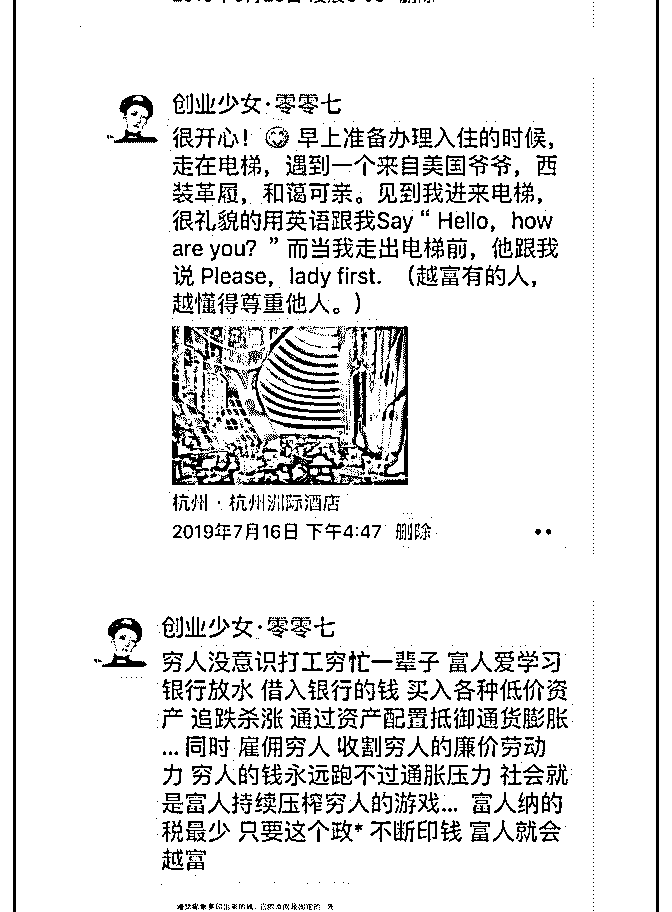 创业少女·零零七
很开心！ 早上准备办理入住的时候，
走在电梯，遇到一个来自美国爷爷，西
装革履，和蔼可亲。见到我进来电梯，
很礼貌的用英语跟我Say “ Hello，how
are you？ ” 而当我走出电梯前，他跟我
说 Please，lady first. （越富有的人，
越懂得尊重他人。）
杭州 · 杭州洲际酒店
2019年7月16日 下午4:47 删除
创业少女·零零七
穷人没意识打工穷忙一辈子 富人爱学习
银行放水 借入银行的钱 买入各种低价资
产 追跌杀涨 通过资产配置抵御通货膨胀
... 同时 雇佣穷人 收割穷人的廉价劳动
力 穷人的钱永远跑不过通胀压力 社会就
是富人持续压榨穷人的游戏... 富人纳的
税最少 只要这个政* 不断印钱 富人就会
越富